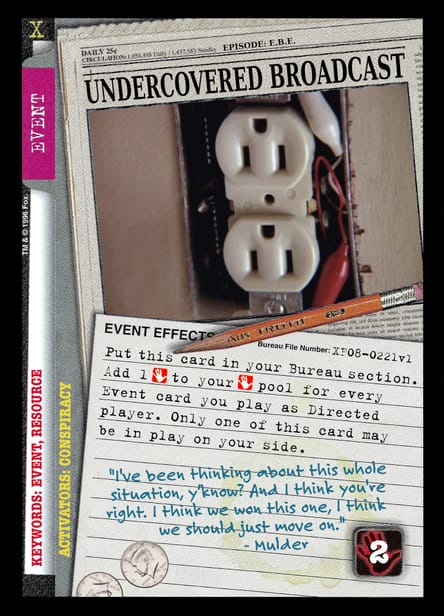 X
EVENT
TM & © 1996 Fox
KEYWORDS: EVENT, RESOURCE
ACTIVATORS: CONSPIRACY
DAILY 25¢
EPISODE: E.B.E.
UNDERCOVERED BROADCAST
EVENT EFFECTS
Bureau File Number: XF08-0221v1
Put this card in your Bureau section.
Add 1 to your pool for every
Event card you play as Directed
player. Only one of this card may
be in play on your side.
"I've been thinking about this whole
situation, y'know? And I think you're
right. I think we won this one, I think
we should just move on."
- Mulder
2